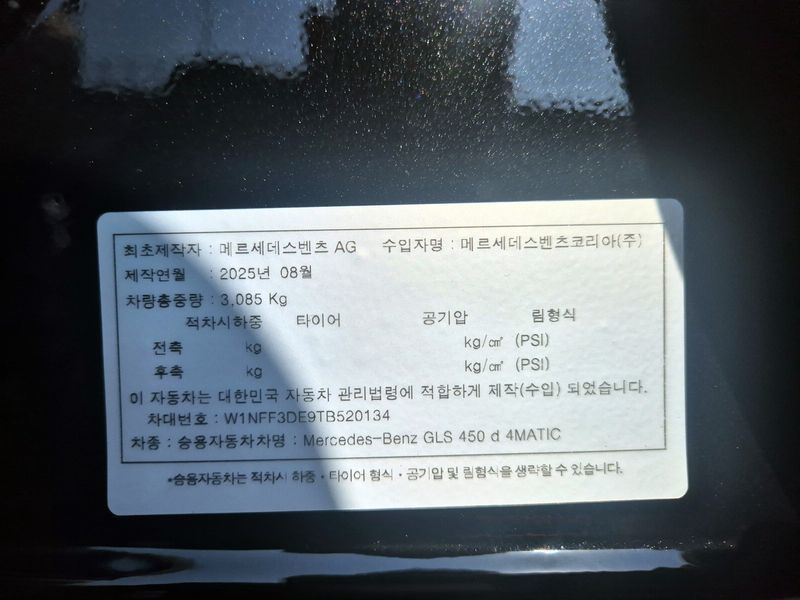 최초제작자 : 메르세데스벤츠 AG 수입자명 : 메르세데스벤츠코리아(주)
제작연월 : 2025년 08월
차량총중량 : 3,085 Kg
적차시하중 타이어 공기압 림형식
전축 kg kg/㎠ (PSI)
후축 kg kg/㎠ (PSI)
이 자동차는 대한민국 자동차 관리법령에 적합하게 제작(수입) 되었습니다.
차대번호 : W1NFF3DE9TB520134
차종 : 승용자동차차명 : Mercedes-Benz GLS 450 d 4MATIC
*승용자동차는 적차시 하중・타이어 형식・공기압 및 림형식을 생략할 수 있습니다.